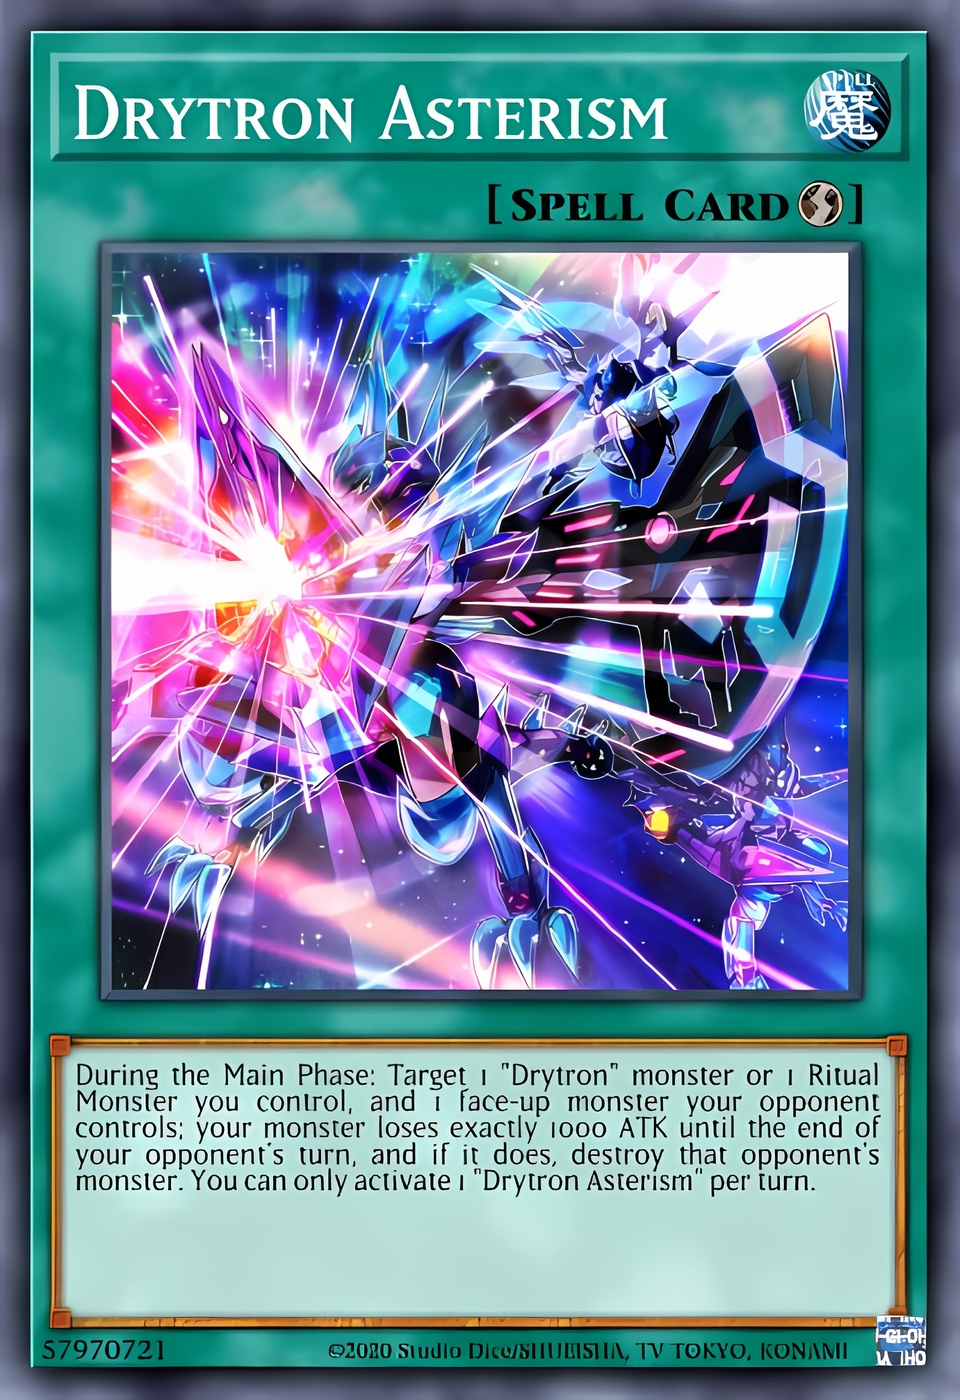 DRYTRON ASTERISM
魔
[SPELL CARD]
During the Main Phase: Target 1 "Drytron" monster or 1 Ritual
Monster you control, and 1 face-up monster your opponent
controls; your monster loses exactly 1000 ATK until the end of
your opponent's turn, and if it does, destroy that opponent's
monster. You can only activate 1 "Drytron Asterism" per turn.
57970721
©2020 Studio Dice/SHUEISHA, TV TOKYO, KONAMI